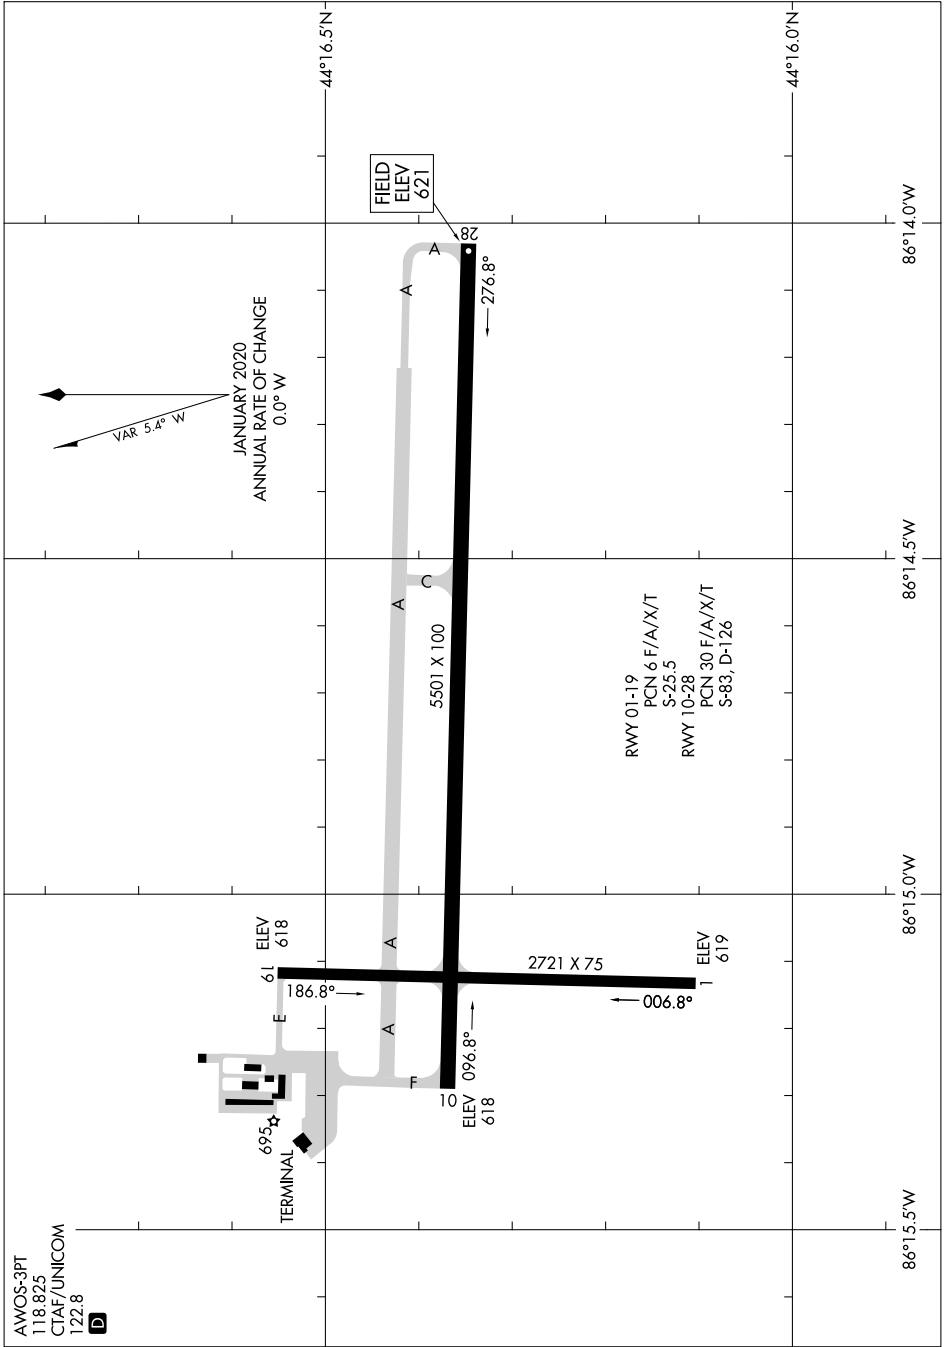 AWOS-3PT
118.825
CTAF/UNICOM
122.8
D
JANUARY 2020
ANNUAL RATE OF CHANGE
0.0° W
VAR 5.4° W
44°16.5'N
44°16.0'N
86°14.0'W
86°14.5'W
86°15.0'W
86°15.5'W
FIELD
ELEV
621
28
276.8°
A
A
A
C
5501 X 100
A
A
RWY 01-19
PCN 6 F/A/X/T
S-25.5
RWY 10-28
PCN 30 F/A/X/T
S-83, D-126
ELEV
618
19
186.8°
E
2721 X 75
ELEV
619
1
006.8°
096.8°
F
10
ELEV
618
695
TERMINAL